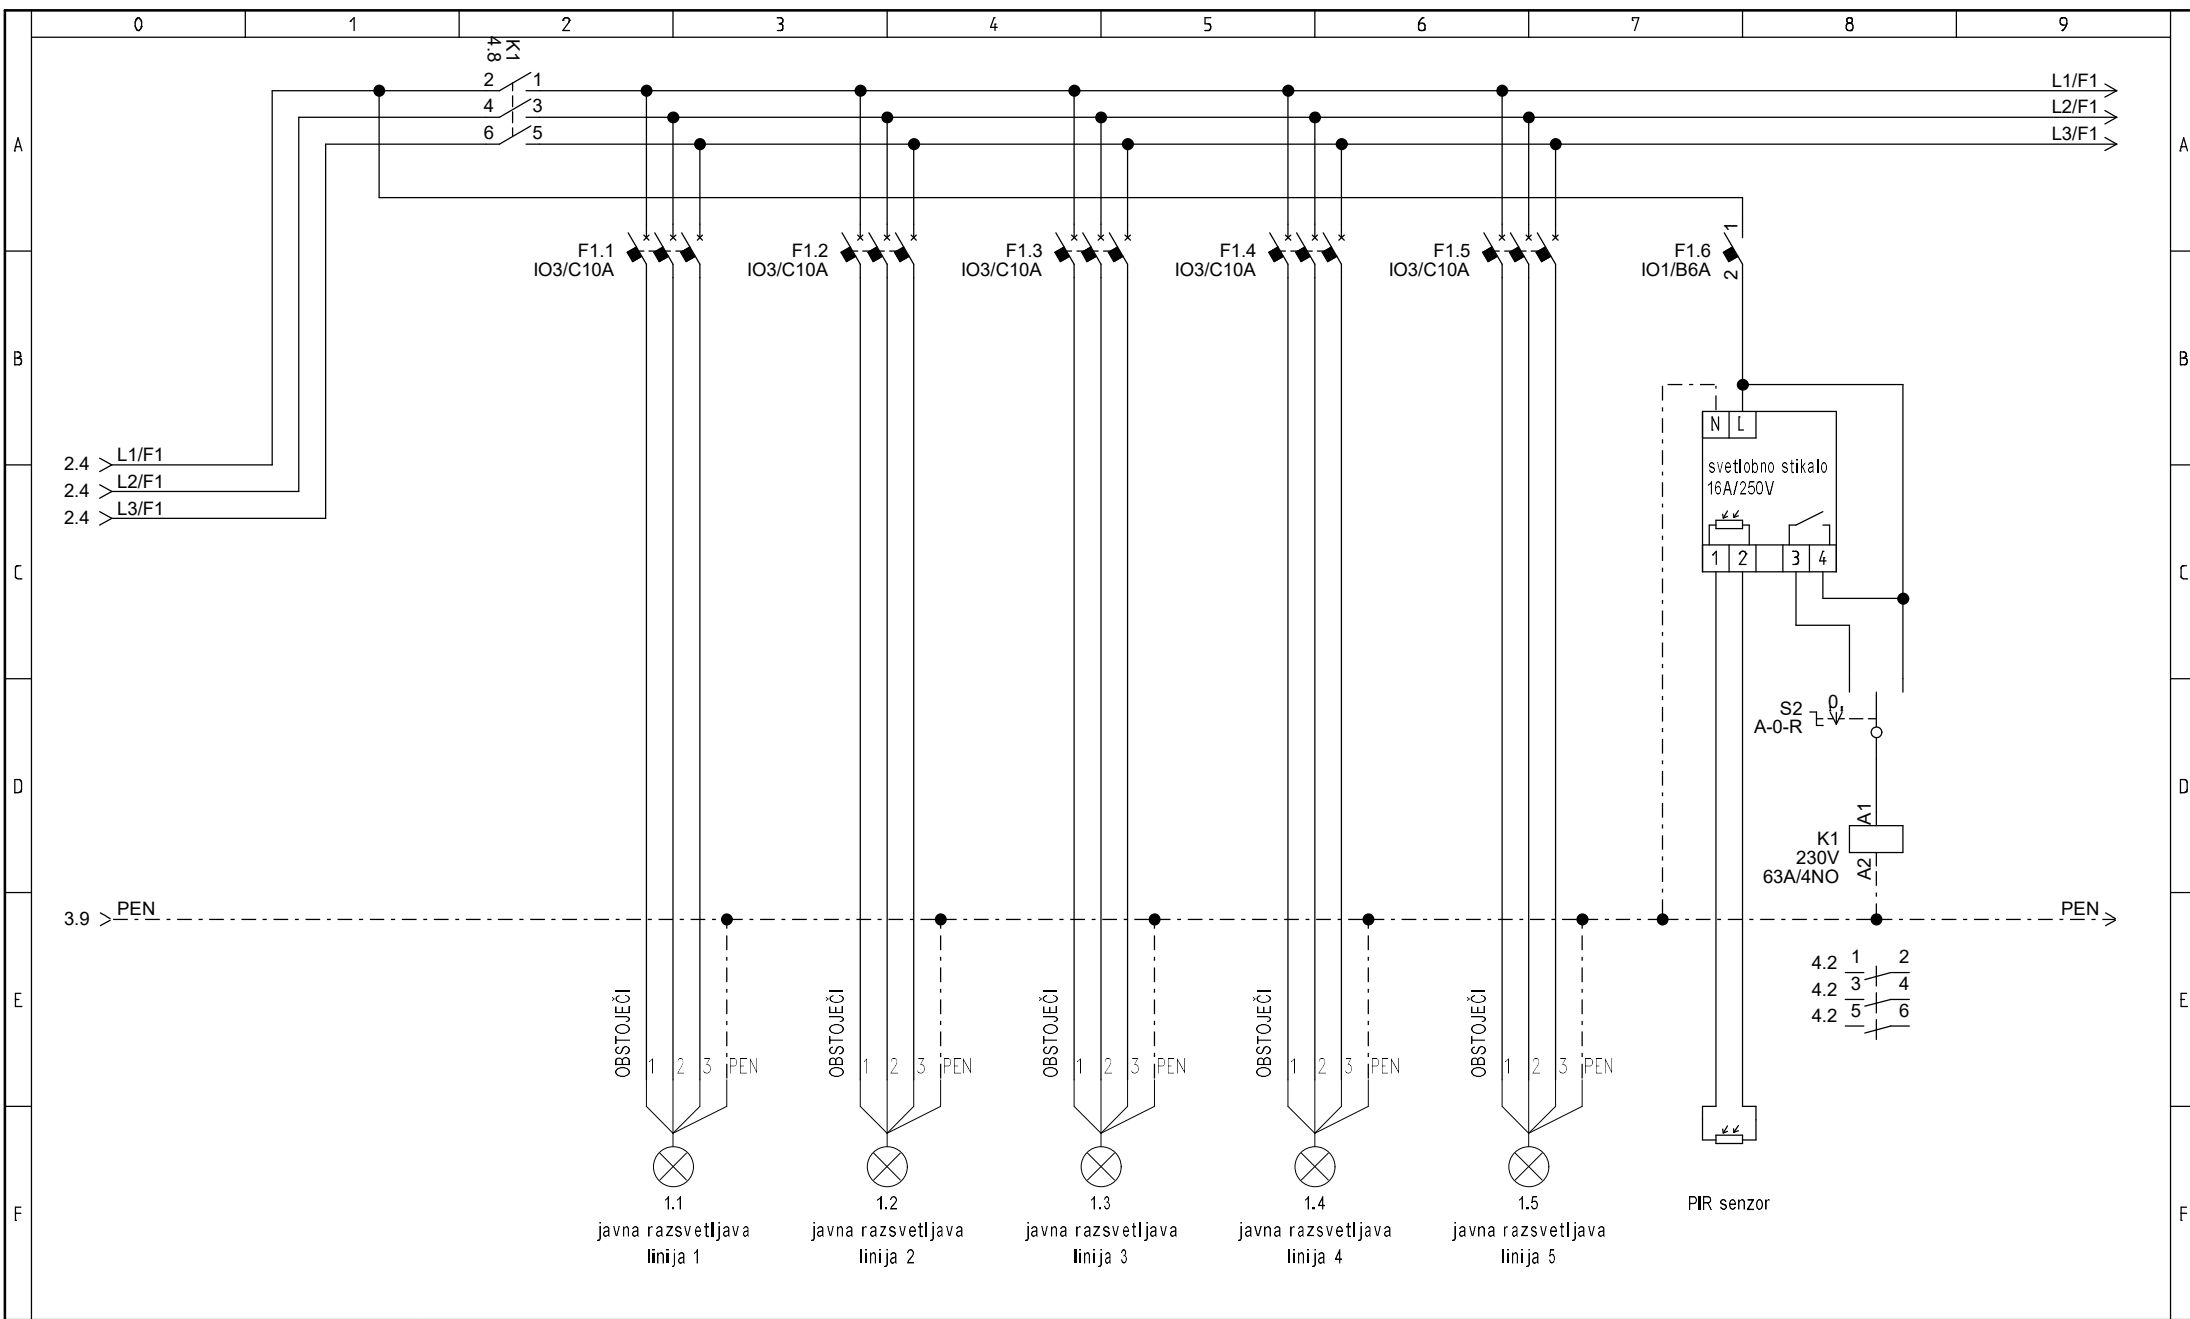 0 1 2 3 4 5 6 7 8 9
K1
4.8
2 1
4 3
6 5
L1/F1
L2/F1
L3/F1
A A
F1.1
IO3/C10A
F1.2
IO3/C10A
F1.3
IO3/C10A
F1.4
IO3/C10A
F1.5
IO3/C10A
F1.6
IO1/B6A
1
2
B B
N L
svetlobno stikalo
16A/250V
1 2 3 4
2.4 L1/F1
2.4 L2/F1
2.4 L3/F1
C C
S2
A-0-R
0
D D
K1
230V
63A/4NO
A1
A2
3.9 PEN
PEN
4.2 1 2
4.2 3 4
4.2 5 6
E E
OBSTOJEČI 1 2 3 PEN
OBSTOJEČI 1 2 3 PEN
OBSTOJEČI 1 2 3 PEN
OBSTOJEČI 1 2 3 PEN
OBSTOJEČI 1 2 3 PEN
F F
1.1
javna razsvetljava
linija 1
1.2
javna razsvetljava
linija 2
1.3
javna razsvetljava
linija 3
1.4
javna razsvetljava
linija 4
1.5
javna razsvetljava
linija 5
PIR senzor